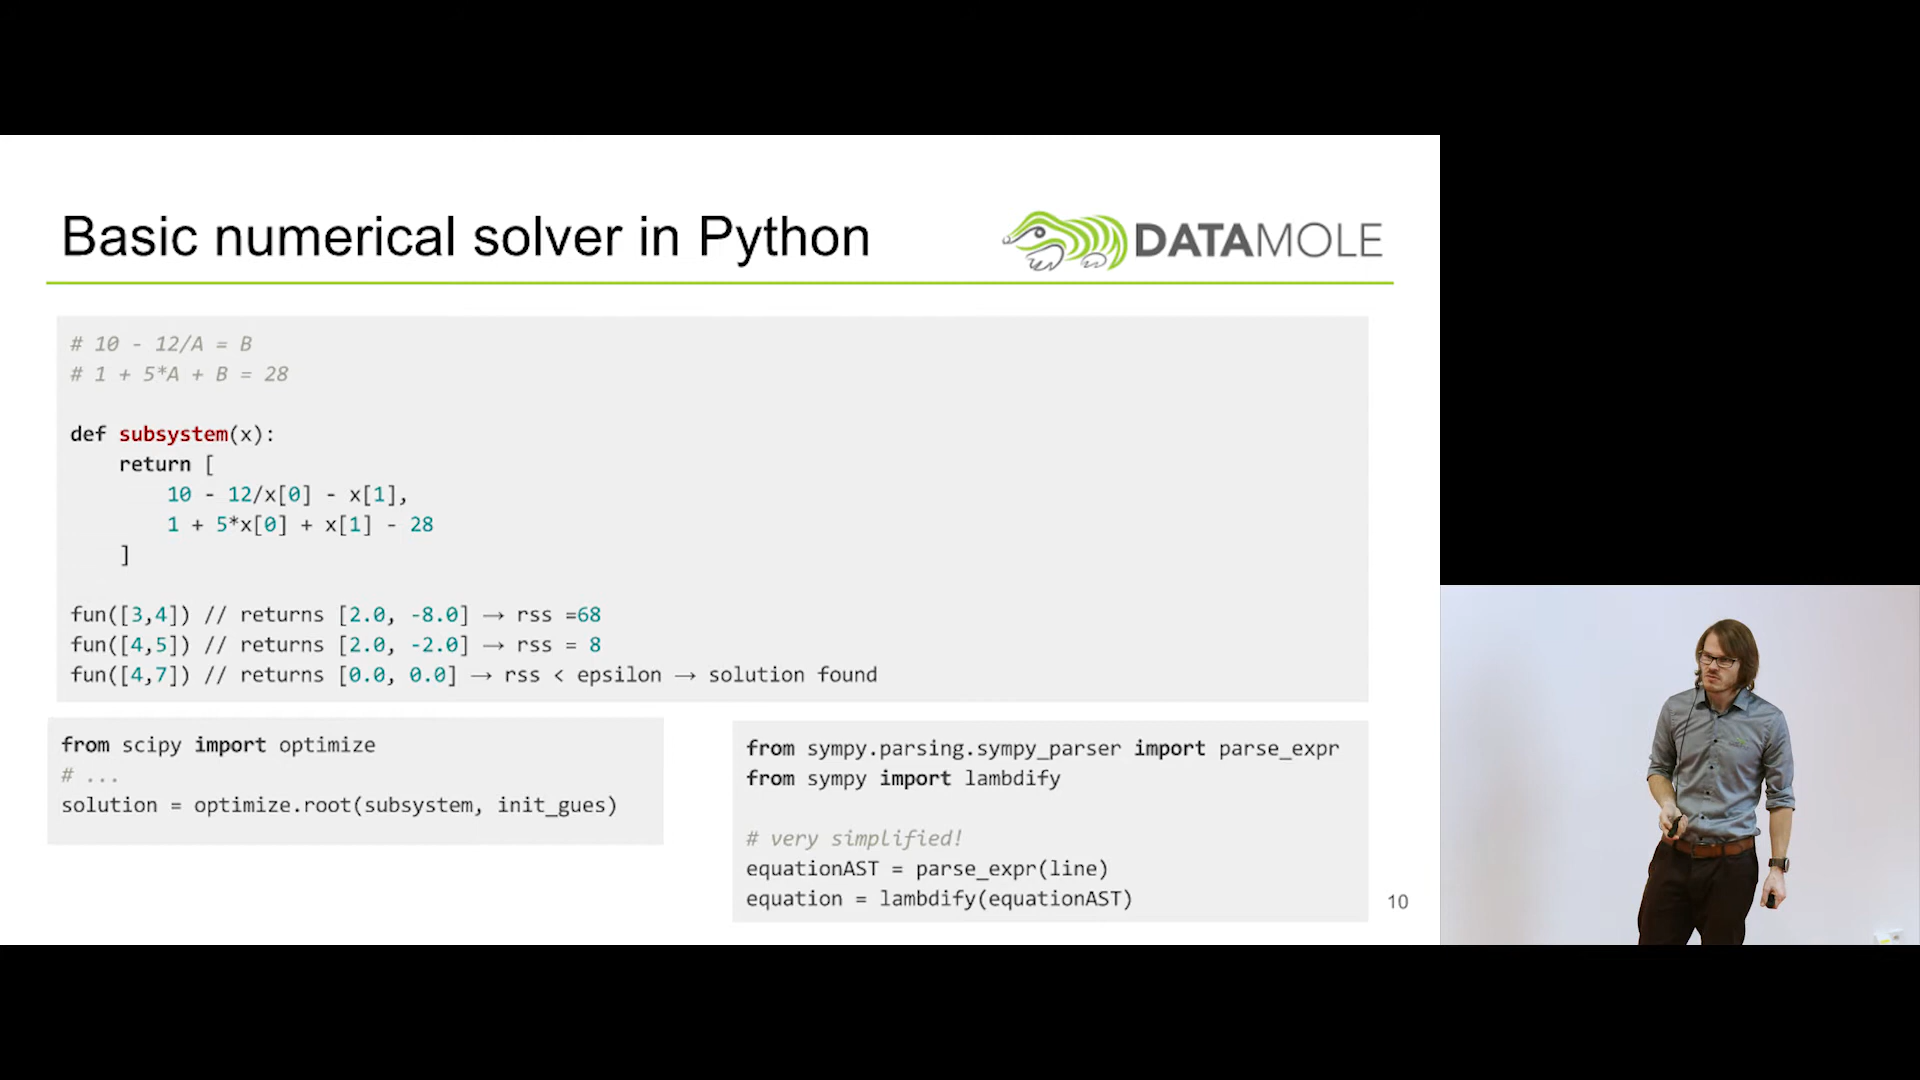 Basic numerical solver in Python
DATAMOLE
# 10 - 12/A = B
# 1 + 5*A + B = 28
def subsystem(x):
return [
10 - 12/x[0] - x[1],
1 + 5*x[0] + x[1] - 28
]
fun([3,4]) // returns [2.0, -8.0] → rss =68
fun([4,5]) // returns [2.0, -2.0] → rss = 8
fun([4,7]) // returns [0.0, 0.0] → rss < epsilon → solution found
from scipy import optimize
# ...
solution = optimize.root(subsystem, init_gues)
from sympy.parsing.sympy_parser import parse_expr
from sympy import lambdify
# very simplified!
equationAST = parse_expr(line)
equation = lambdify(equationAST)
10